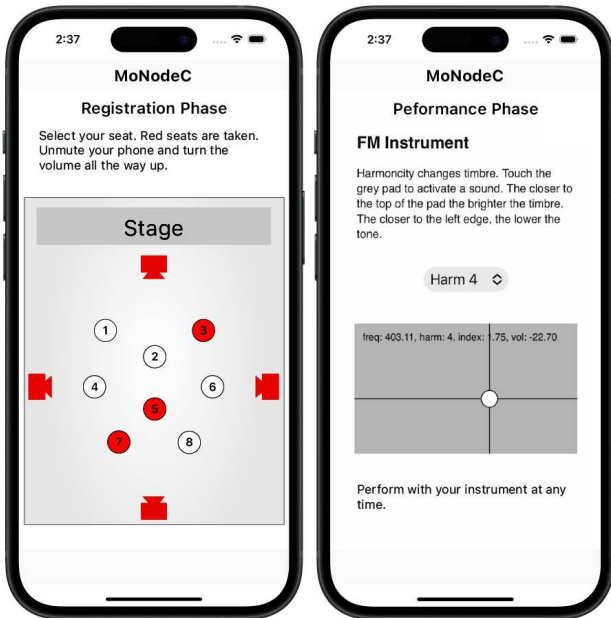 2:37
MoNodeC
Registration Phase
Select your seat. Red seats are taken.
Unmute your phone and turn the
volume all the way up.
Stage
1
3
2
4
6
5
7
8
2:37
MoNodeC
Peformance Phase
FM Instrument
Harmoncity changes timbre. Touch the
grey pad to activate a sound. The closer to
the top of the pad the brighter the timbre.
The closer to the left edge, the lower the
tone.
Harm 4
freq: 403.11, harm: 4, index: 1.75, vol: -22.70
Perform with your instrument at any
time.